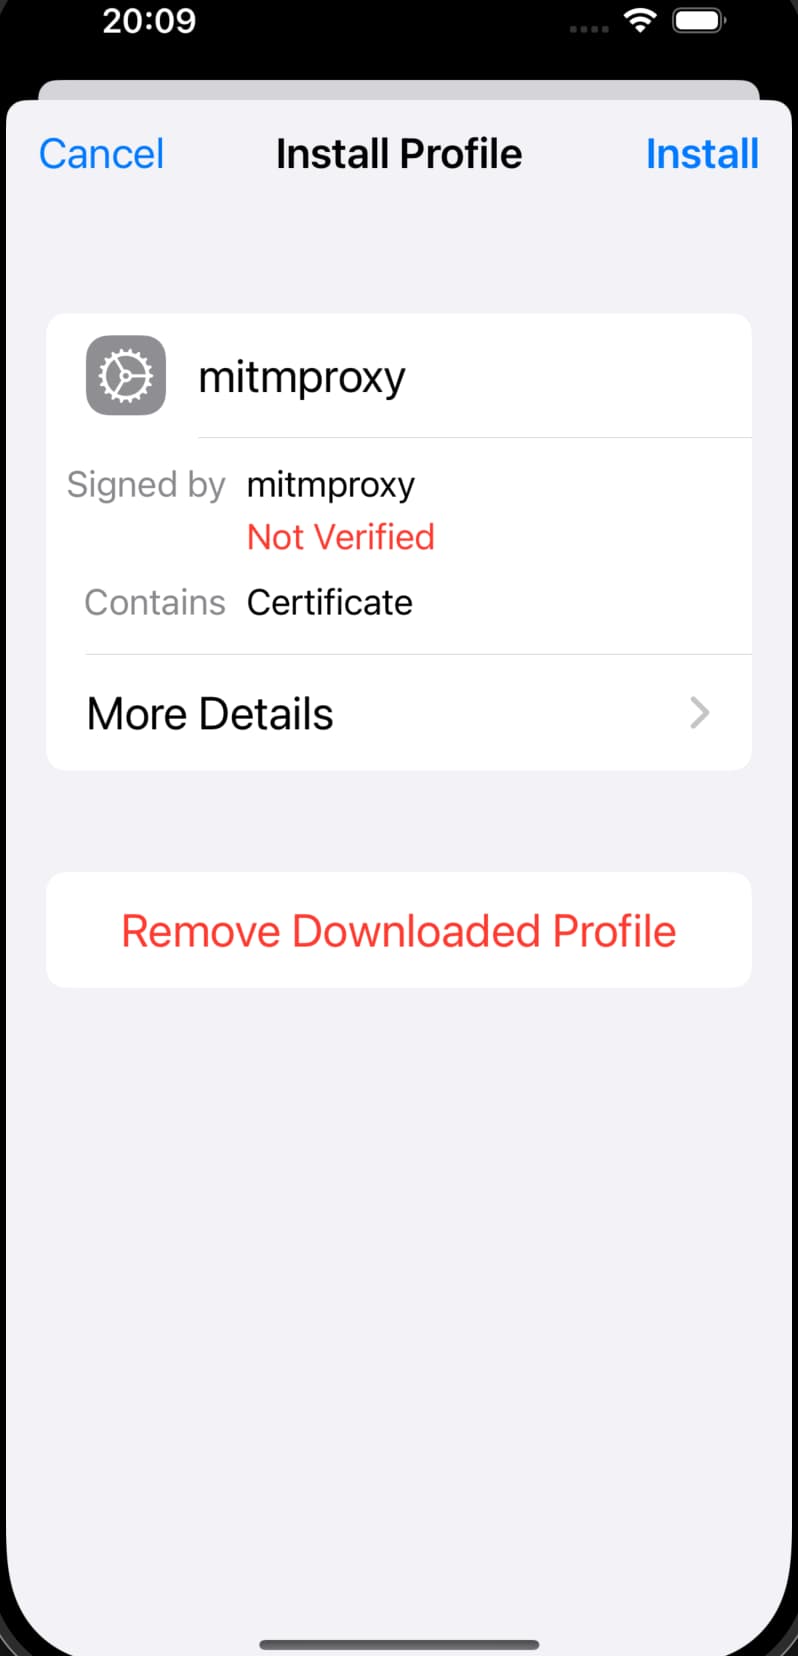 20:09
Cancel Install Profile Install
mitmproxy
Signed by mitmproxy
Not Verified
Contains Certificate
More Details
Remove Downloaded Profile